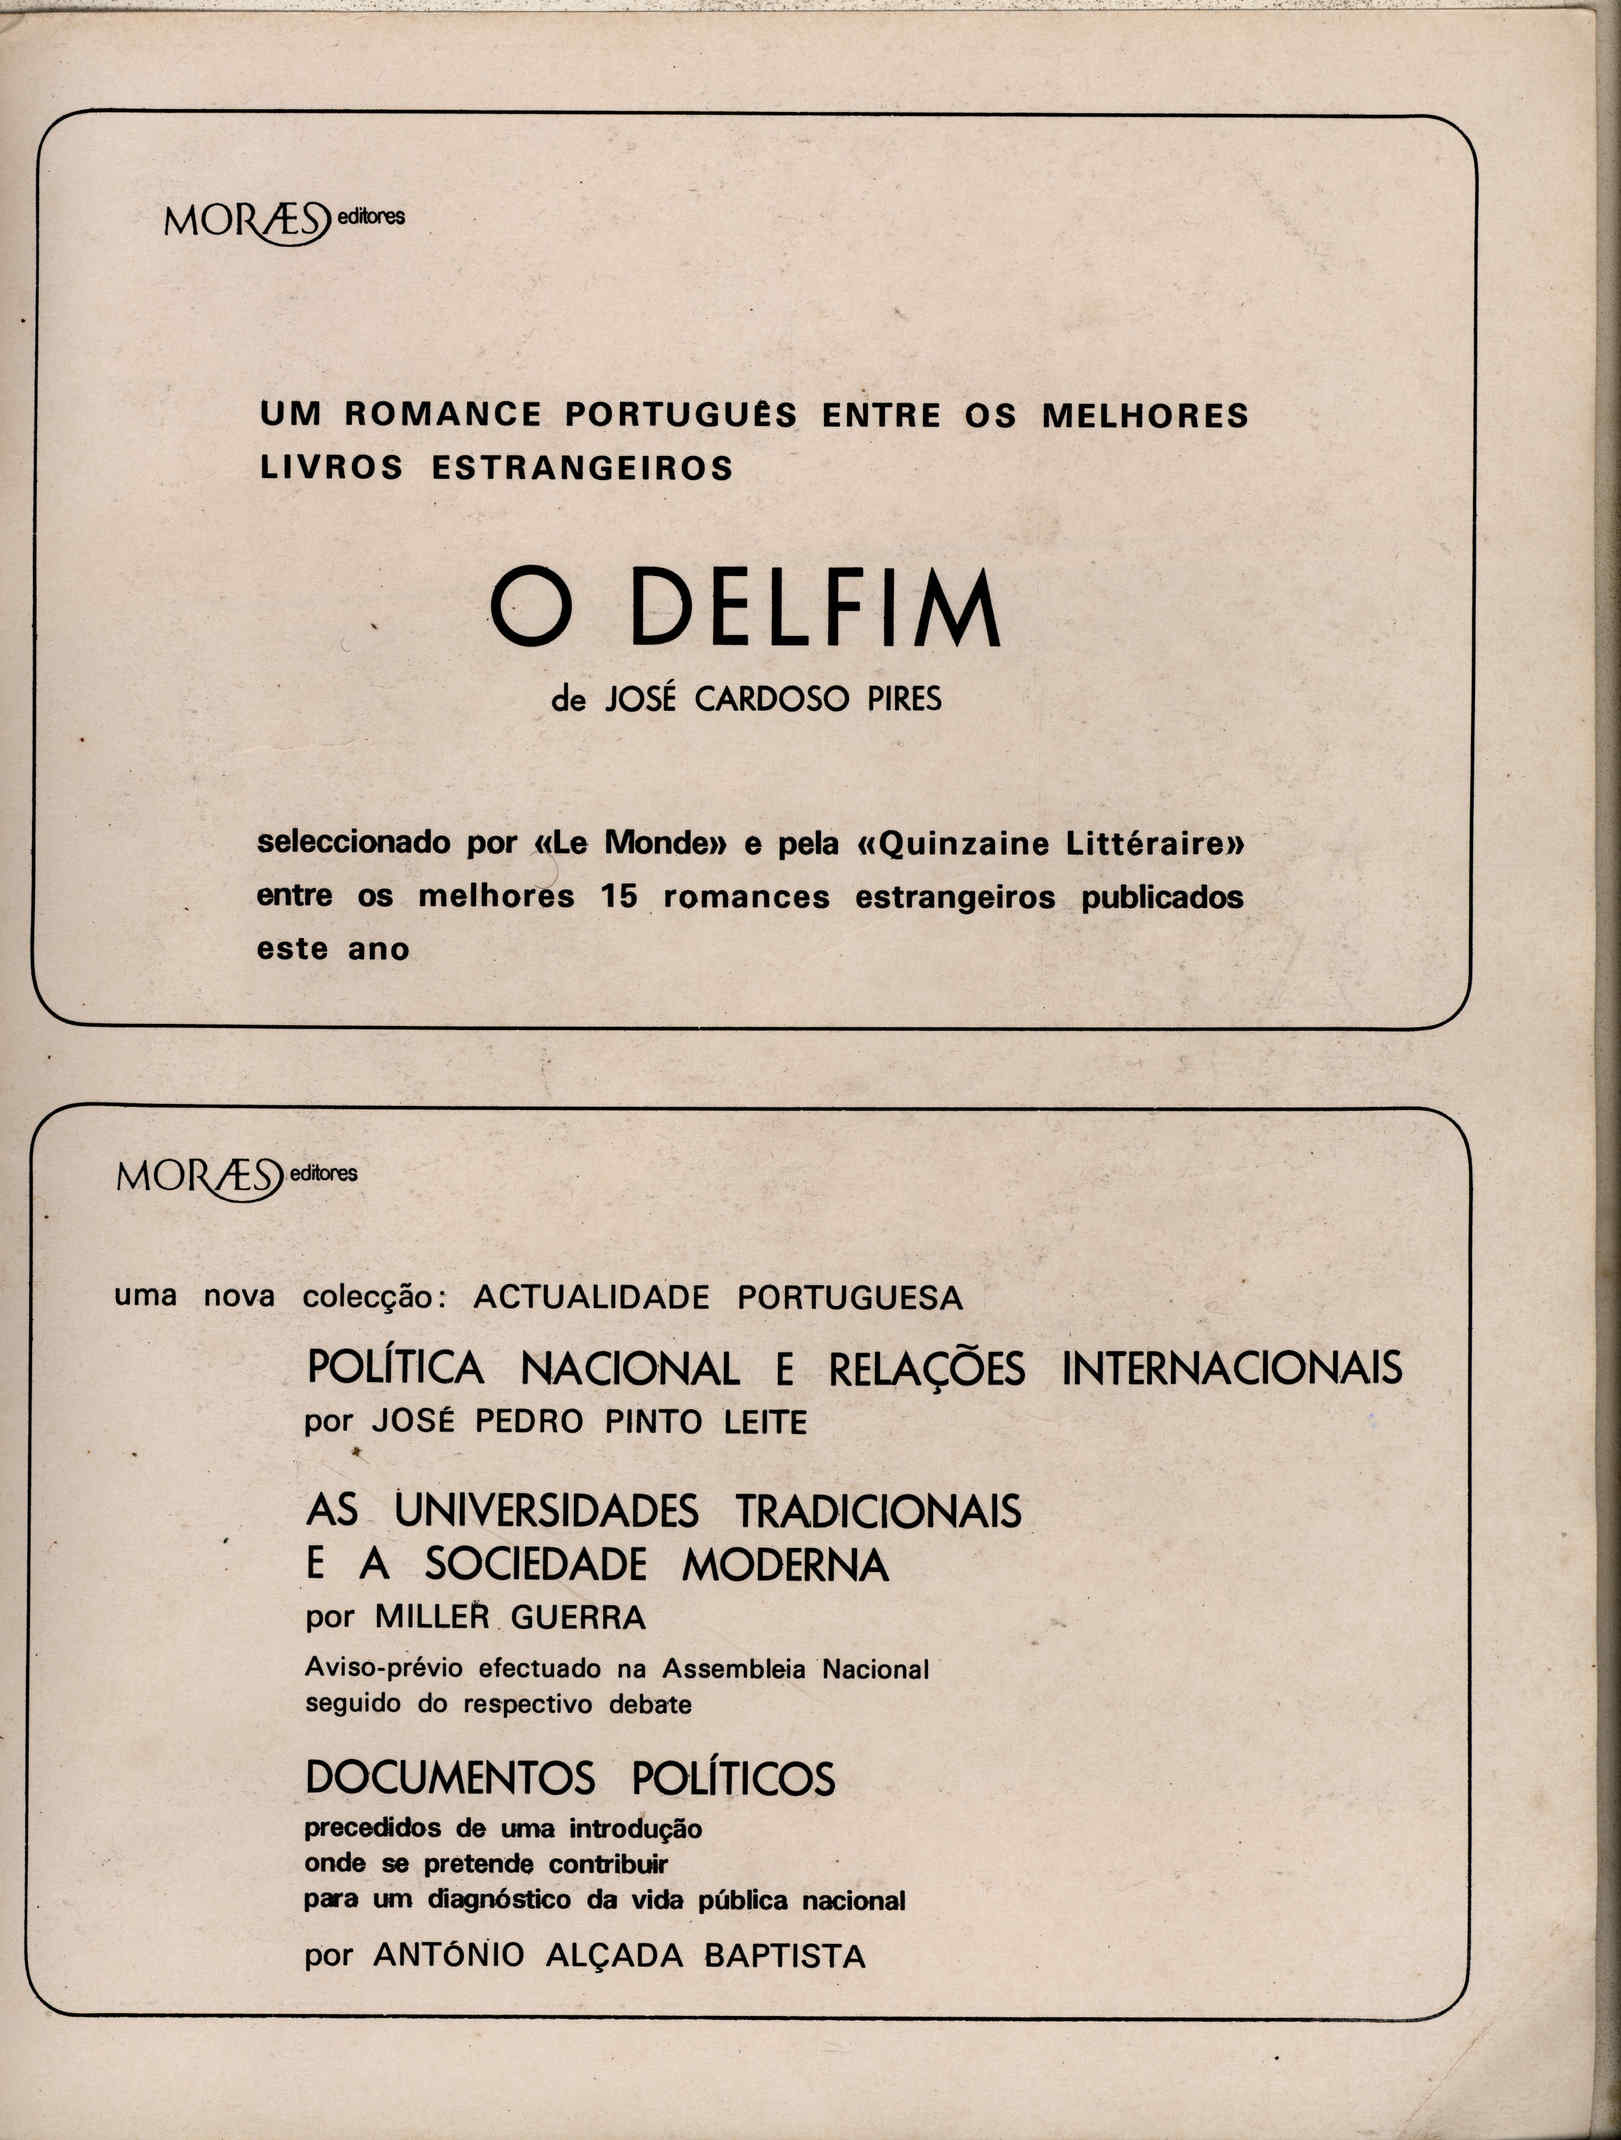 MORÆS editores
UM ROMANCE PORTUGUÊS ENTRE OS MELHORES
LIVROS ESTRANGEIROS
O DELFIM
de JOSÉ CARDOSO PIRES
seleccionado por «Le Monde» e pela «Quinzaine Littéraire»
entre os melhores 15 romances estrangeiros publicados
este ano
MORÆS editores
uma nova colecção: ACTUALIDADE PORTUGUESA
POLÍTICA NACIONAL E RELAÇÕES INTERNACIONAIS
por JOSÉ PEDRO PINTO LEITE
AS UNIVERSIDADES TRADICIONAIS
E A SOCIEDADE MODERNA
por MILLER GUERRA
Aviso-prévio efectuado na Assembleia Nacional
seguido do respectivo debate
DOCUMENTOS POLÍTICOS
precedidos de uma introdução
onde se pretende contribuir
para um diagnóstico da vida pública nacional
por ANTÓNIO ALÇADA BAPTISTA